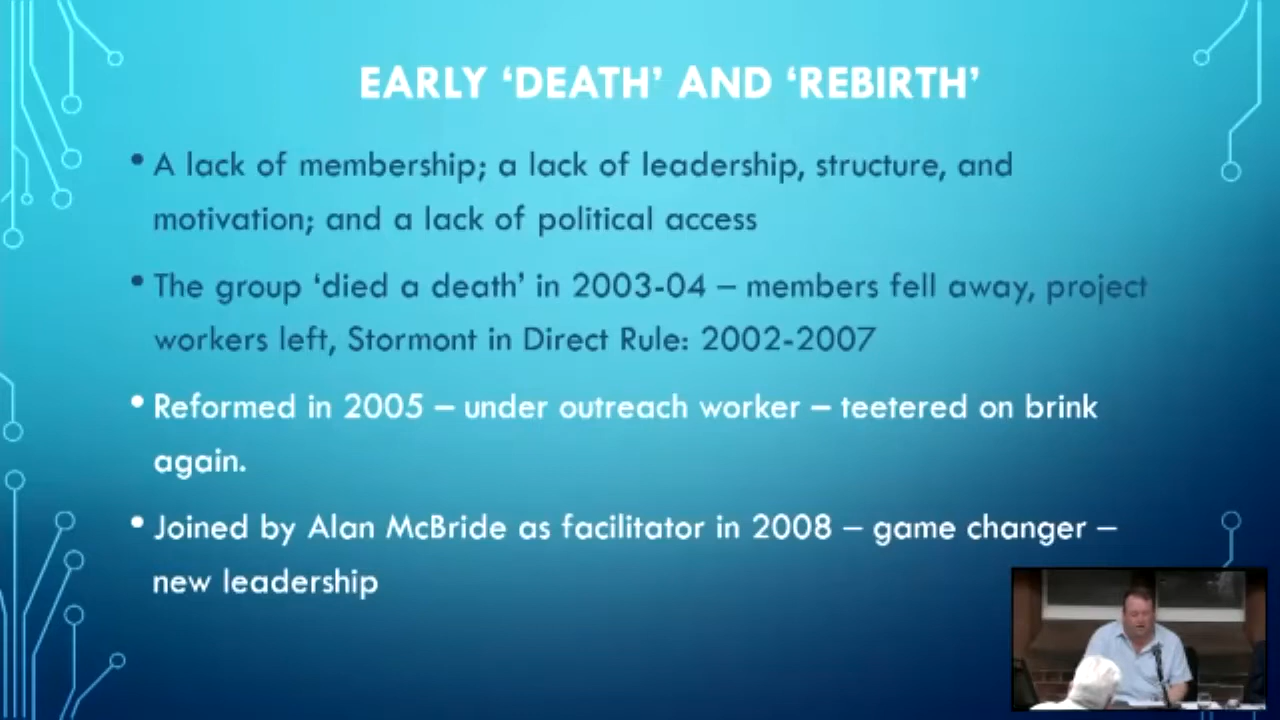 EARLY ‘DEATH’ AND ‘REBIRTH’
• A lack of membership; a lack of leadership, structure, and
motivation; and a lack of political access
• The group ‘died a death’ in 2003-04 – members fell away, project
workers left, Stormont in Direct Rule: 2002-2007
• Reformed in 2005 – under outreach worker – teetered on brink
again.
• Joined by Alan McBride as facilitator in 2008 – game changer –
new leadership